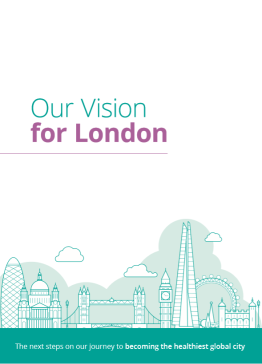 Our Vision
for London
The next steps on our journey to becoming the healthiest global city